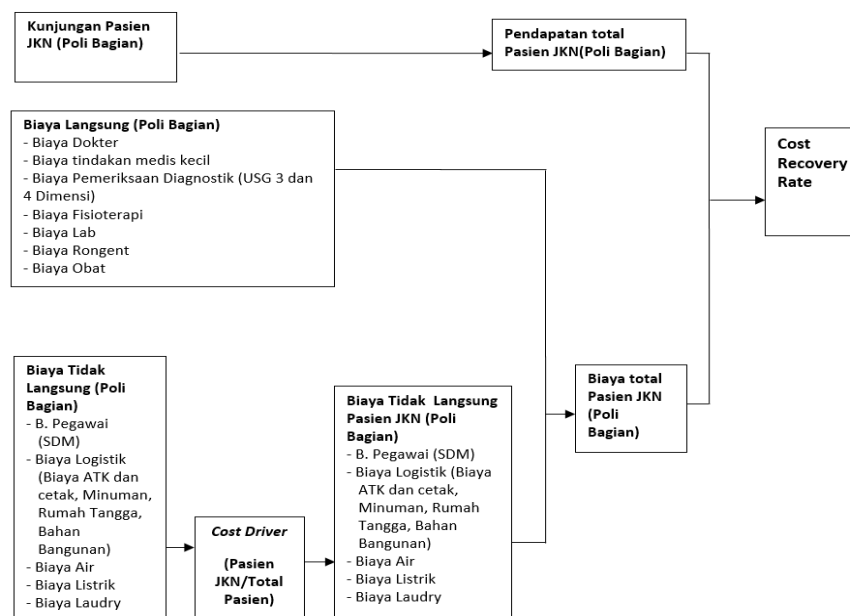 Kunjungan Pasien
JKN (Poli Bagian)
Pendapatan total
Pasien JKN(Poli Bagian)
Biaya Langsung (Poli Bagian)
- Biaya Dokter
- Biaya tindakan medis kecil
- Biaya Pemeriksaan Diagnostik (USG 3 dan
4 Dimensi)
- Biaya Fisioterapi
- Biaya Lab
- Biaya Rongent
- Biaya Obat
Cost
Recovery
Rate
Biaya Tidak
Langsung (Poli
Bagian)
- B. Pegawai
(SDM)
- Biaya Logistik
(Biaya ATK dan
cetak, Minuman,
Rumah Tangga,
Bahan
Bangunan)
- Biaya Air
- Biaya Listrik
- Biaya Laudry
Cost Driver
(Pasien
JKN/Total
Pasien)
Biaya Tidak Langsung
Pasien JKN (Poli
Bagian)
- B. Pegawai (SDM)
- Biaya Logistik (Biaya
ATK dan cetak,
Minuman, Rumah
Tangga, Bahan
Bangunan)
- Biaya Air
- Biaya Listrik
- Biaya Laudry
Biaya total
Pasien JKN
(Poli
Bagian)